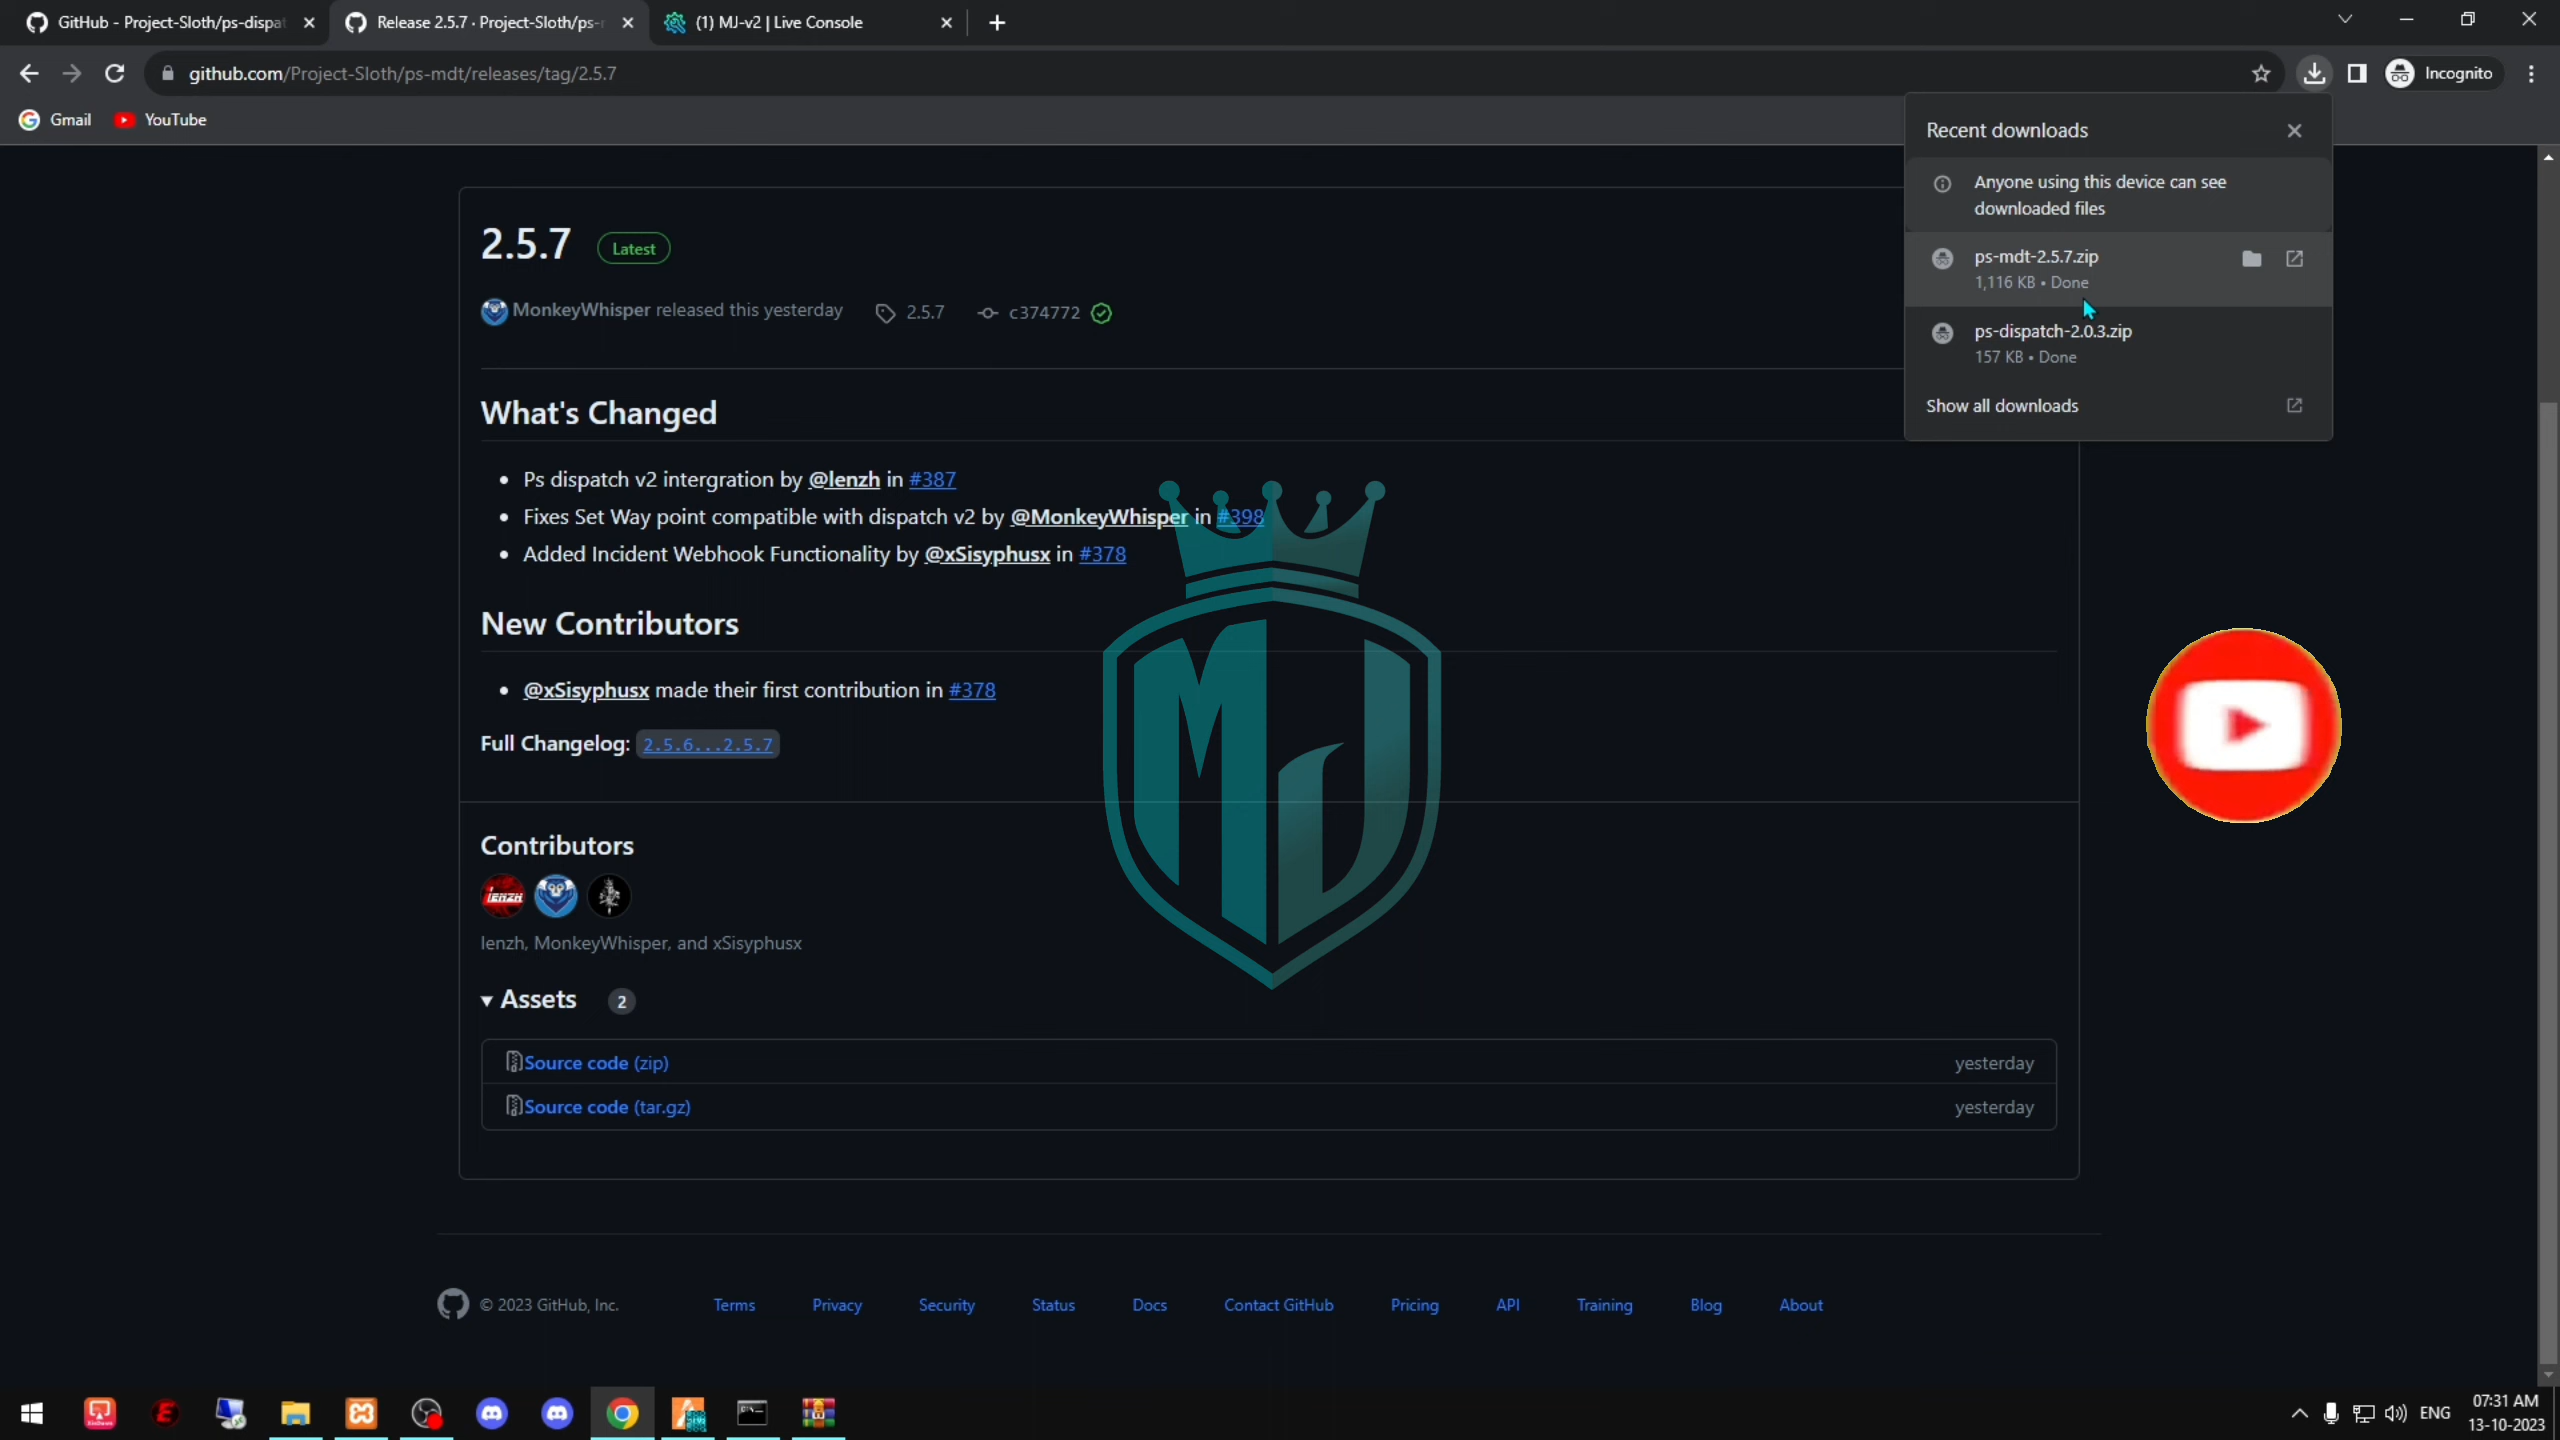 GitHub - Project-Sloth/ps-dispat
Release 2.5.7 · Project-Sloth/ps-
(1) MJ-v2 | Live Console
github.com/Project-Sloth/ps-mdt/releases/tag/2.5.7
Incognito
Gmail
YouTube
Recent downloads
Anyone using this device can see
downloaded files
ps-mdt-2.5.7.zip
1,116 KB • Done
ps-dispatch-2.0.3.zip
157 KB • Done
Show all downloads
2.5.7
Latest
MonkeyWhisper released this yesterday
2.5.7
c374772
What's Changed
• Ps dispatch v2 intergration by @lenzh in #387
• Fixes Set Way point compatible with dispatch v2 by @MonkeyWhisper in #398
• Added Incident Webhook Functionality by @xSisyphusx in #378
New Contributors
• @xSisyphusx made their first contribution in #378
Full Changelog: 2.5.6...2.5.7
MJ
Contributors
lenzh, MonkeyWhisper, and xSisyphusx
Assets 2
Source code (zip)
yesterday
Source code (tar.gz)
yesterday
© 2023 GitHub, Inc.
Terms
Privacy
Security
Status
Docs
Contact GitHub
Pricing
API
Training
Blog
About
ENG
07:31 AM
13-10-2023